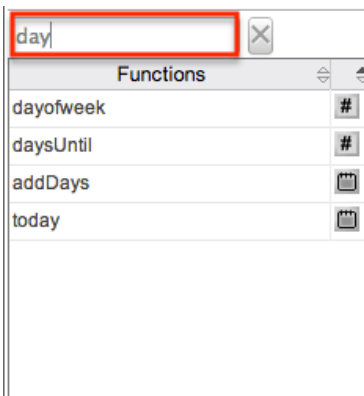 day
Functions
dayofweek #
daysUntil #
addDays
today